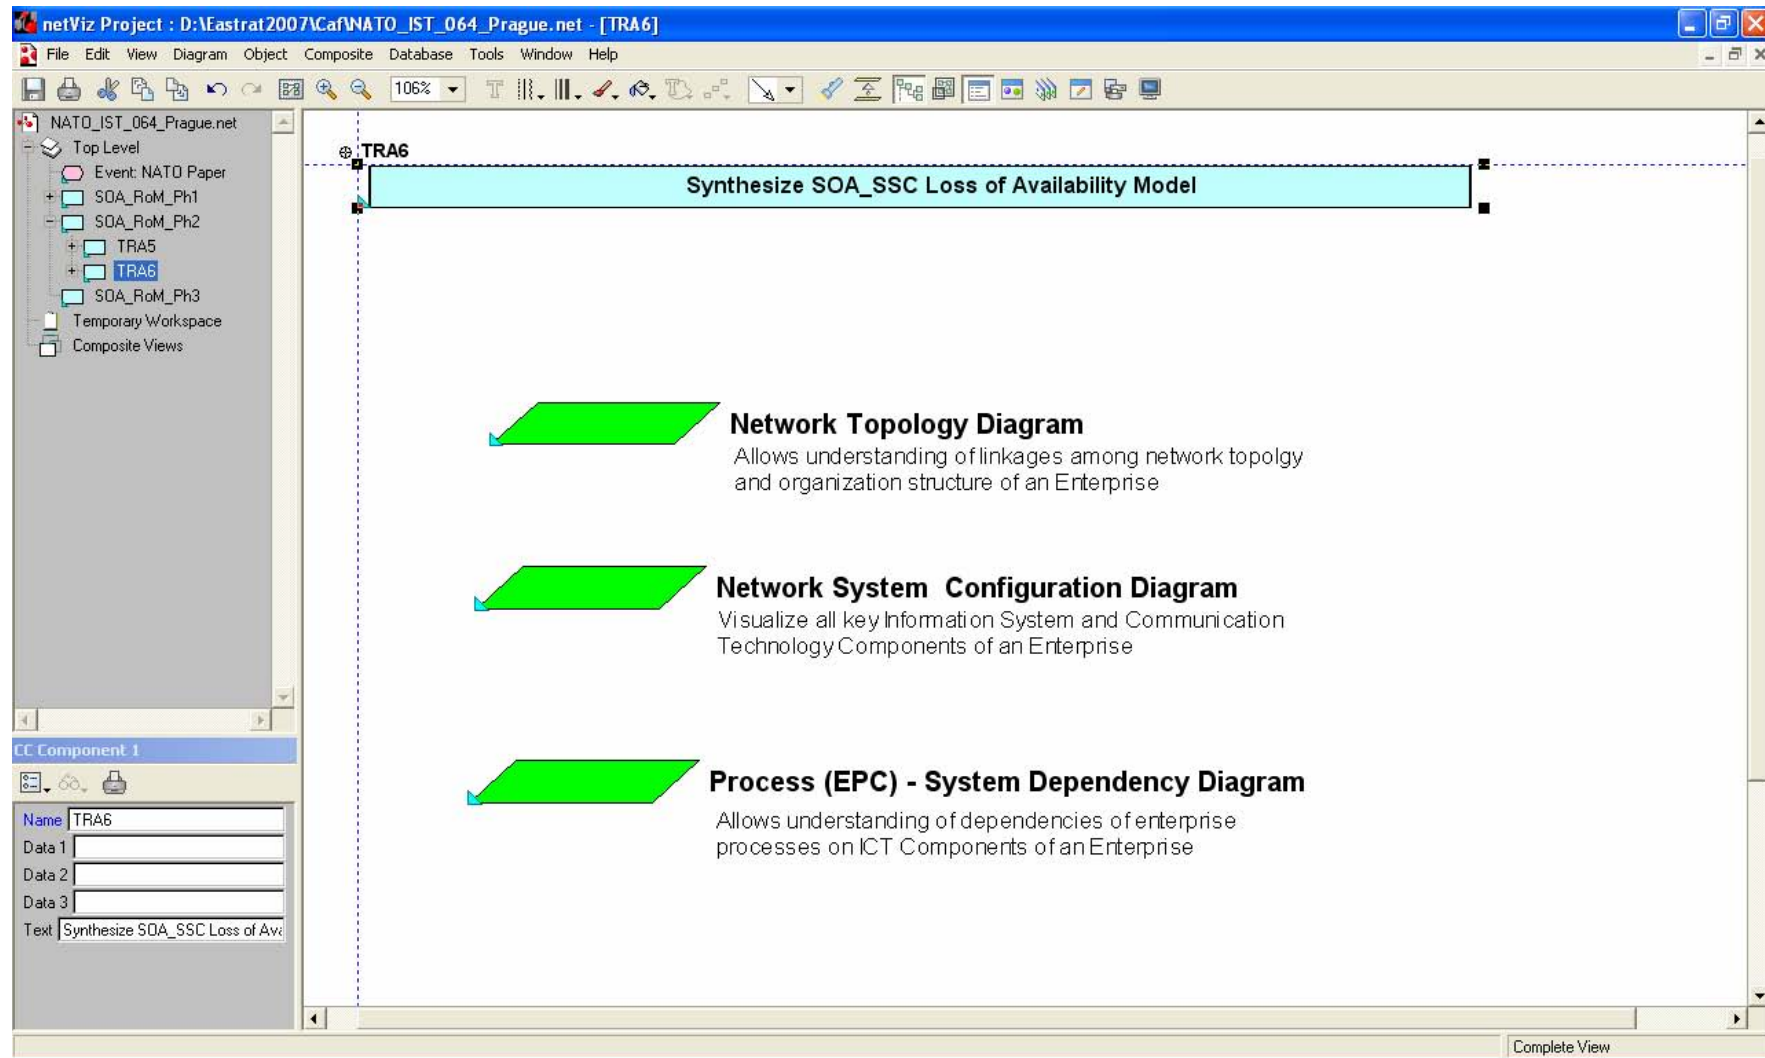 netViz Project : D:\Eastrat2007\Caf\NATO_IST_064_Prague.net - [TRA6]
File Edit View Diagram Object Composite Database Tools Window Help
106%
NATO_IST_064_Prague.net
Top Level
Event: NATO Paper
SOA_RoM_Ph1
SOA_RoM_Ph2
TRA5
TRA6
SOA_RoM_Ph3
Temporary Workspace
Composite Views
CC Component 1
Name TRA6
Data 1
Data 2
Data 3
Text Synthesize SOA_SSC Loss of Ava
TRA6
Synthesize SOA_SSC Loss of Availability Model
Network Topology Diagram
Allows understanding of linkages among network topolgy
and organization structure of an Enterprise
Network System Configuration Diagram
Visualize all key Information System and Communication
Technology Components of an Enterprise
Process (EPC) - System Dependency Diagram
Allows understanding of dependencies of enterprise
processes on ICT Components of an Enterprise
Complete View